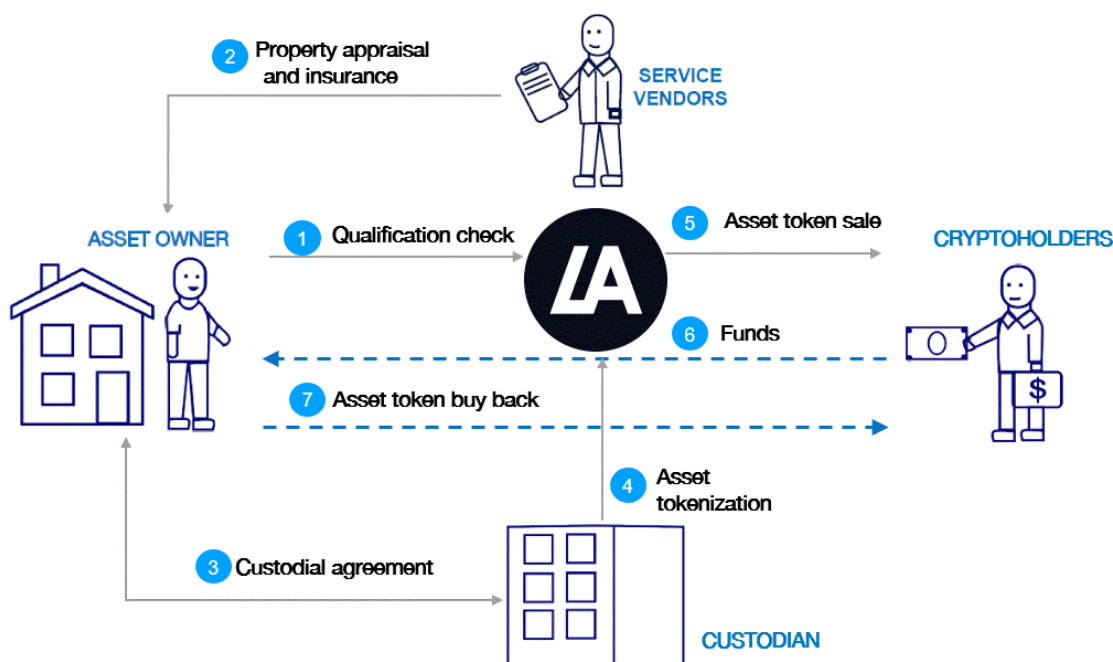 2 Property appraisal
and insurance
SERVICE
VENDORS
ASSET OWNER
1 Qualification check
LA
5 Asset token sale
CRYPTOHOLDERS
6 Funds
7 Asset token buy back
$
4 Asset
tokenization
3 Custodial agreement
CUSTODIAN